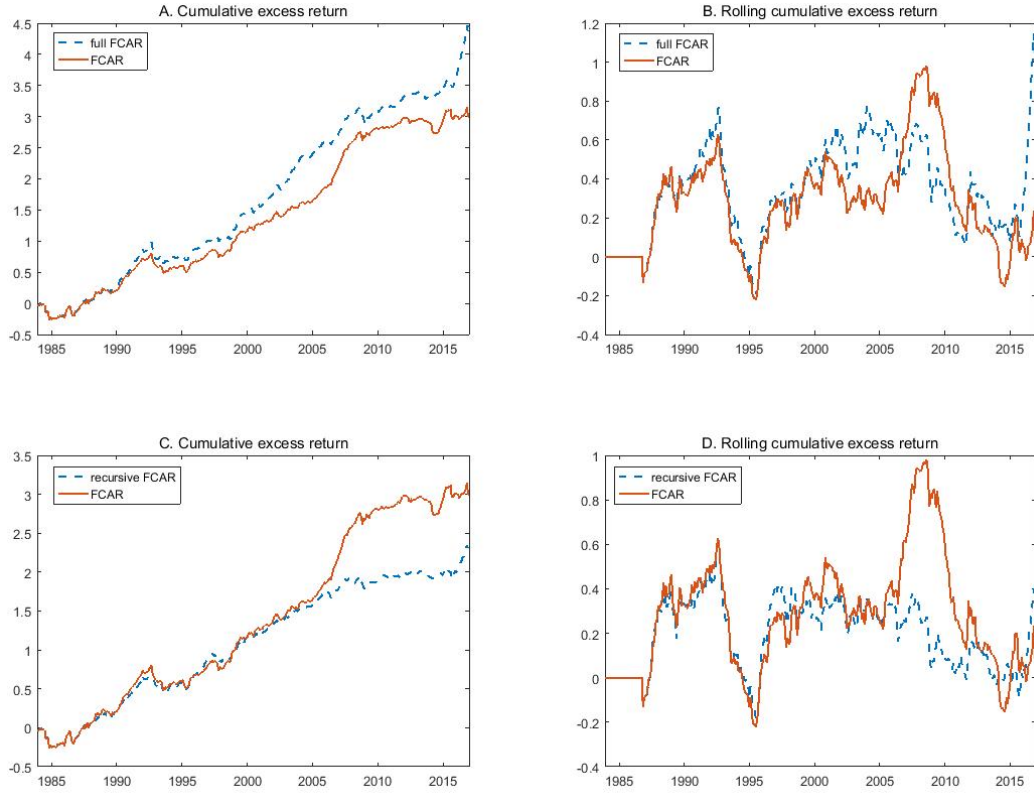 A. Cumulative excess return
4.5
4
3.5
3
2.5
2
1.5
1
0.5
0
-0.5
full FCAR
FCAR
1985 1990 1995 2000 2005 2010 2015
B. Rolling cumulative excess return
1.2
1
0.8
0.6
0.4
0.2
0
-0.2
-0.4
full FCAR
FCAR
1985 1990 1995 2000 2005 2010 2015
C. Cumulative excess return
3.5
3
2.5
2
1.5
1
0.5
0
-0.5
recursive FCAR
FCAR
1985 1990 1995 2000 2005 2010 2015
D. Rolling cumulative excess return
1
0.8
0.6
0.4
0.2
0
-0.2
-0.4
recursive FCAR
FCAR
1985 1990 1995 2000 2005 2010 2015